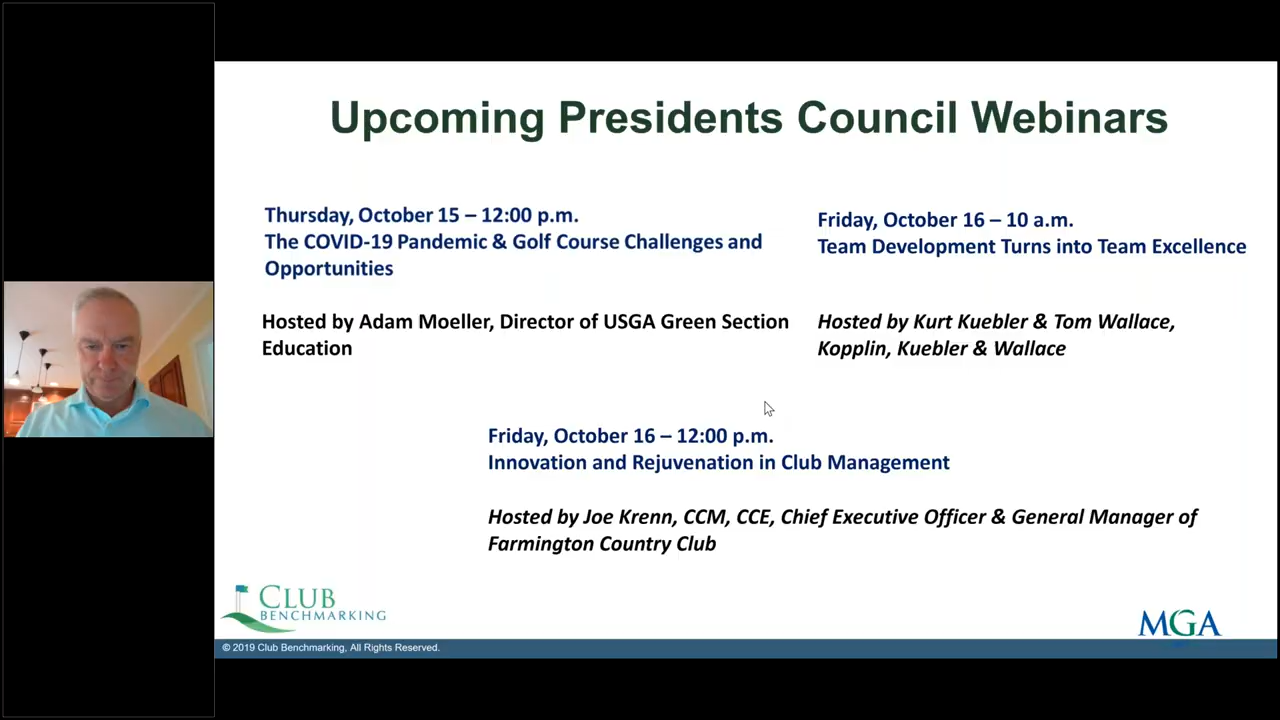 Upcoming Presidents Council Webinars
Thursday, October 15 – 12:00 p.m.
The COVID-19 Pandemic & Golf Course Challenges and
Opportunities
Hosted by Adam Moeller, Director of USGA Green Section
Education
Friday, October 16 – 10 a.m.
Team Development Turns into Team Excellence
Hosted by Kurt Kuebler & Tom Wallace,
Kopplin, Kuebler & Wallace
Friday, October 16 – 12:00 p.m.
Innovation and Rejuvenation in Club Management
Hosted by Joe Krenn, CCM, CCE, Chief Executive Officer & General Manager of
Farmington Country Club
CLUB
BENCHMARKING
MGA
© 2019 Club Benchmarking, All Rights Reserved.